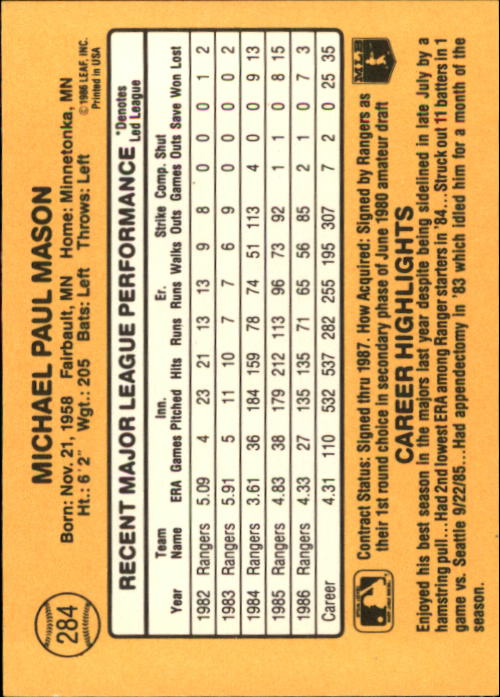 284
MICHAEL PAUL MASON
Born: Nov. 21, 1958 Fairbault, MN Home: Minnetonka, MN
Ht.: 6'2" Wgt.: 205 Bats: Left Throws: Left
©1986 LEAF, INC.
Printed in USA
RECENT MAJOR LEAGUE PERFORMANCE *Denotes Led League
Year Team Name ERA Games Inn. Pitched Hits Runs Er. Runs Walks Strike Outs Comp. Games Shut Outs Save Won Lost
1982 Rangers 5.09 4 23 21 13 13 9 8 0 0 0 1 2
1983 Rangers 5.91 5 11 10 7 7 6 9 0 0 0 0 2
1984 Rangers 3.61 36 184 159 78 74 51 113 4 0 0 9 13
1985 Rangers 4.83 38 179 212 113 96 73 92 1 1 0 8 15
1986 Rangers 4.33 27 135 135 71 65 56 85 2 1 0 7 3
Career 4.31 110 532 537 282 255 195 307 7 2 0 25 35
Contract Status: Signed thru 1987. How Acquired: Signed by Rangers as
their 1st round choice in secondary phase of June 1980 amateur draft
MLB
CAREER HIGHLIGHTS
Enjoyed his best season in the majors last year despite being sidelined in late July by a
hamstring pull...Had 2nd lowest ERA among Ranger starters in '84...Struck out 11 batters in 1
game vs. Seattle 9/22/85...Had appendectomy in '83 which idled him for a month of the
season.